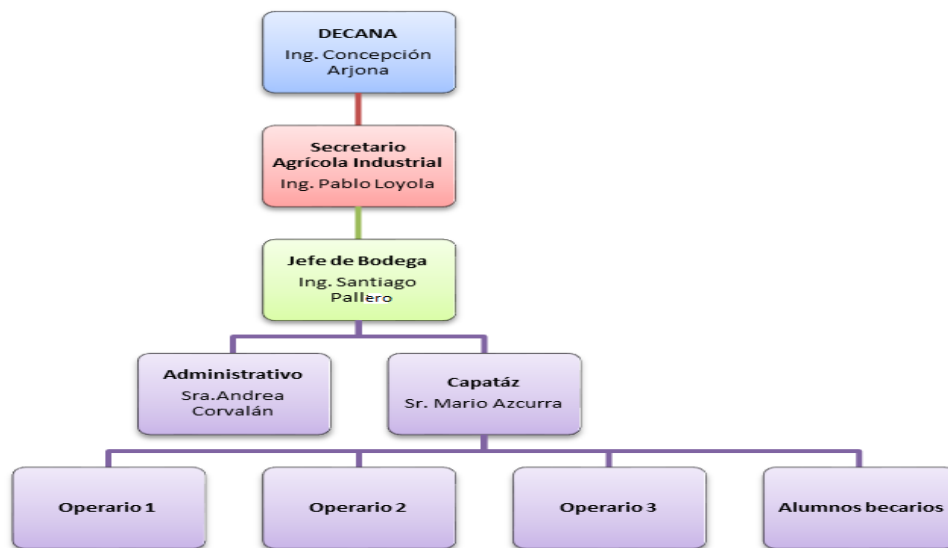 DECANA
Ing. Concepción
Arjona
Secretario
Agrícola Industrial
Ing. Pablo Loyola
Jefe de Bodega
Ing. Santiago
Pallero
Administrativo
Sra.Andrea
Corvalán
Capatáz
Sr. Mario Azcurra
Operario 1
Operario 2
Operario 3
Alumnos becarios